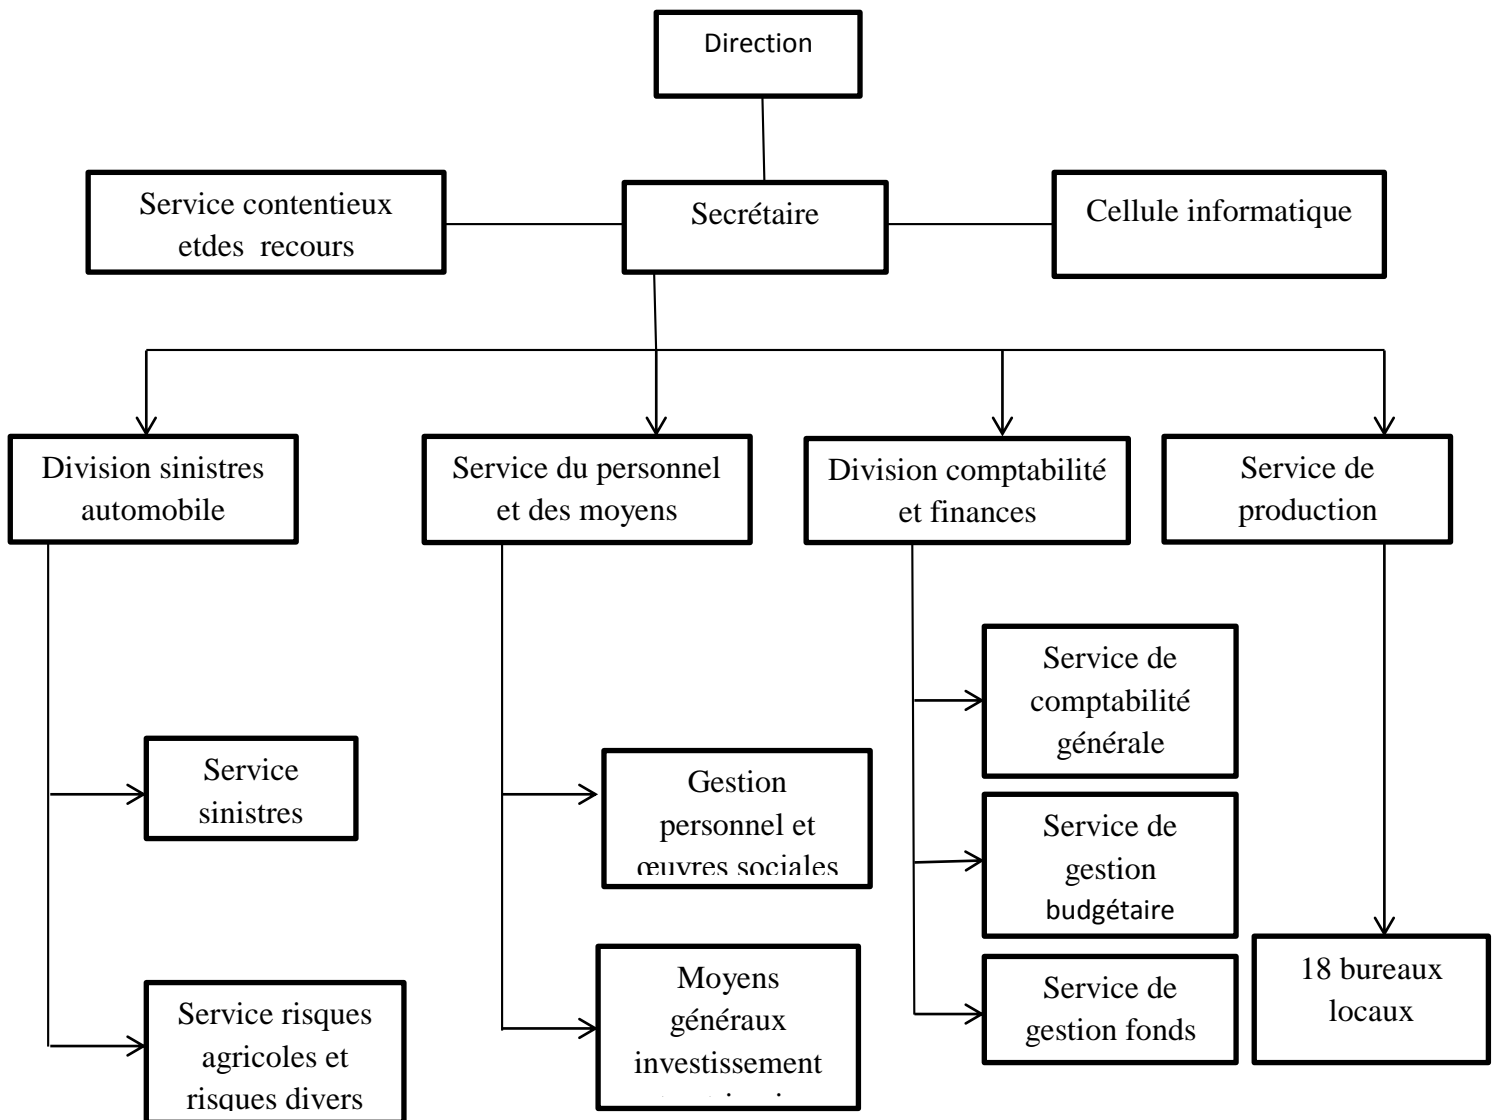 Direction
Service contentieux
etdes  recours
Secrétaire
Cellule informatique
Division sinistres
automobile
Service du personnel
et des moyens
Division comptabilité
et finances
Service de
production
Service de
comptabilité
générale
Service
sinistres
Gestion
personnel et
œuvres sociales
Service de
gestion
budgétaire
18 bureaux
locaux
Moyens
généraux
investissement
Service de
gestion fonds
Service risques
agricoles et
risques divers